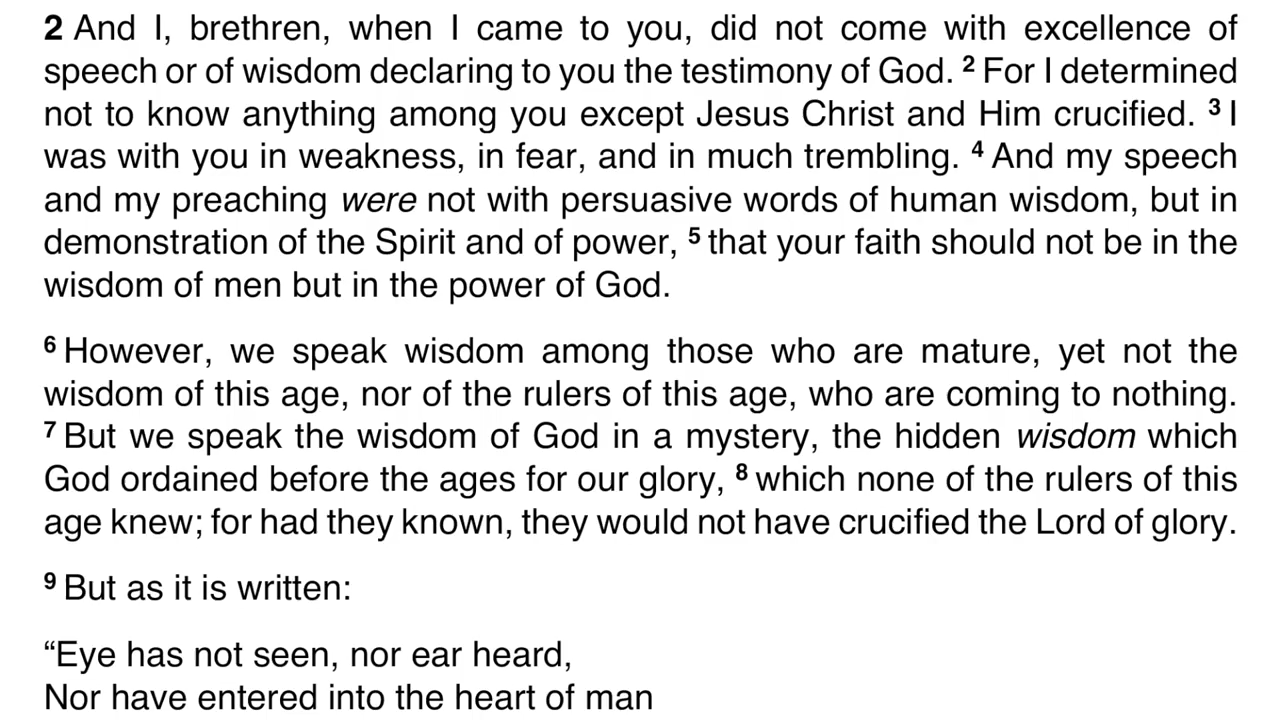 2 And I, brethren, when I came to you, did not come with excellence of
speech or of wisdom declaring to you the testimony of God. 2 For I determined
not to know anything among you except Jesus Christ and Him crucified. 3 I
was with you in weakness, in fear, and in much trembling. 4 And my speech
and my preaching were not with persuasive words of human wisdom, but in
demonstration of the Spirit and of power, 5 that your faith should not be in the
wisdom of men but in the power of God.
6 However, we speak wisdom among those who are mature, yet not the
wisdom of this age, nor of the rulers of this age, who are coming to nothing.
7 But we speak the wisdom of God in a mystery, the hidden wisdom which
God ordained before the ages for our glory, 8 which none of the rulers of this
age knew; for had they known, they would not have crucified the Lord of glory.
9 But as it is written:
“Eye has not seen, nor ear heard,
Nor have entered into the heart of man